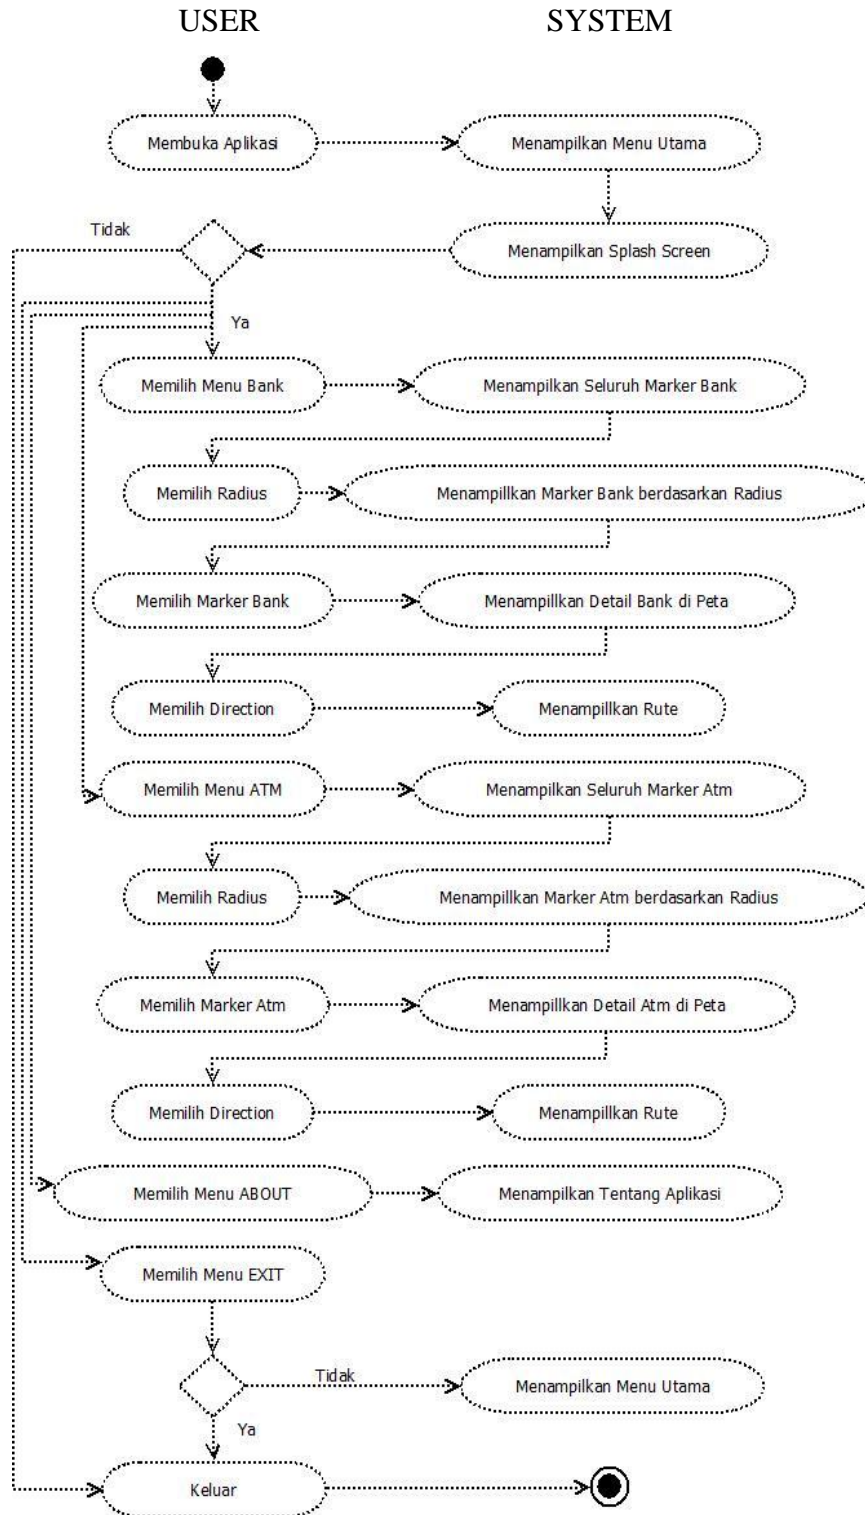 USER SYSTEM
Membuka Aplikasi Menampilkan Menu Utama
Tidak
Menampilkan Splash Screen
Ya
Memilih Menu Bank Menampilkan Seluruh Marker Bank
Memilih Radius Menampillkan Marker Bank berdasarkan Radius
Memilih Marker Bank Menampillkan Detail Bank di Peta
Memilih Direction Menampillkan Rute
Memilih Menu ATM Menampilkan Seluruh Marker Atm
Memilih Radius Menampillkan Marker Atm berdasarkan Radius
Memilih Marker Atm Menampillkan Detail Atm di Peta
Memilih Direction Menampillkan Rute
Memilih Menu ABOUT Menampilkan Tentang Aplikasi
Memilih Menu EXIT
Tidak Menampilkan Menu Utama
Ya
Keluar